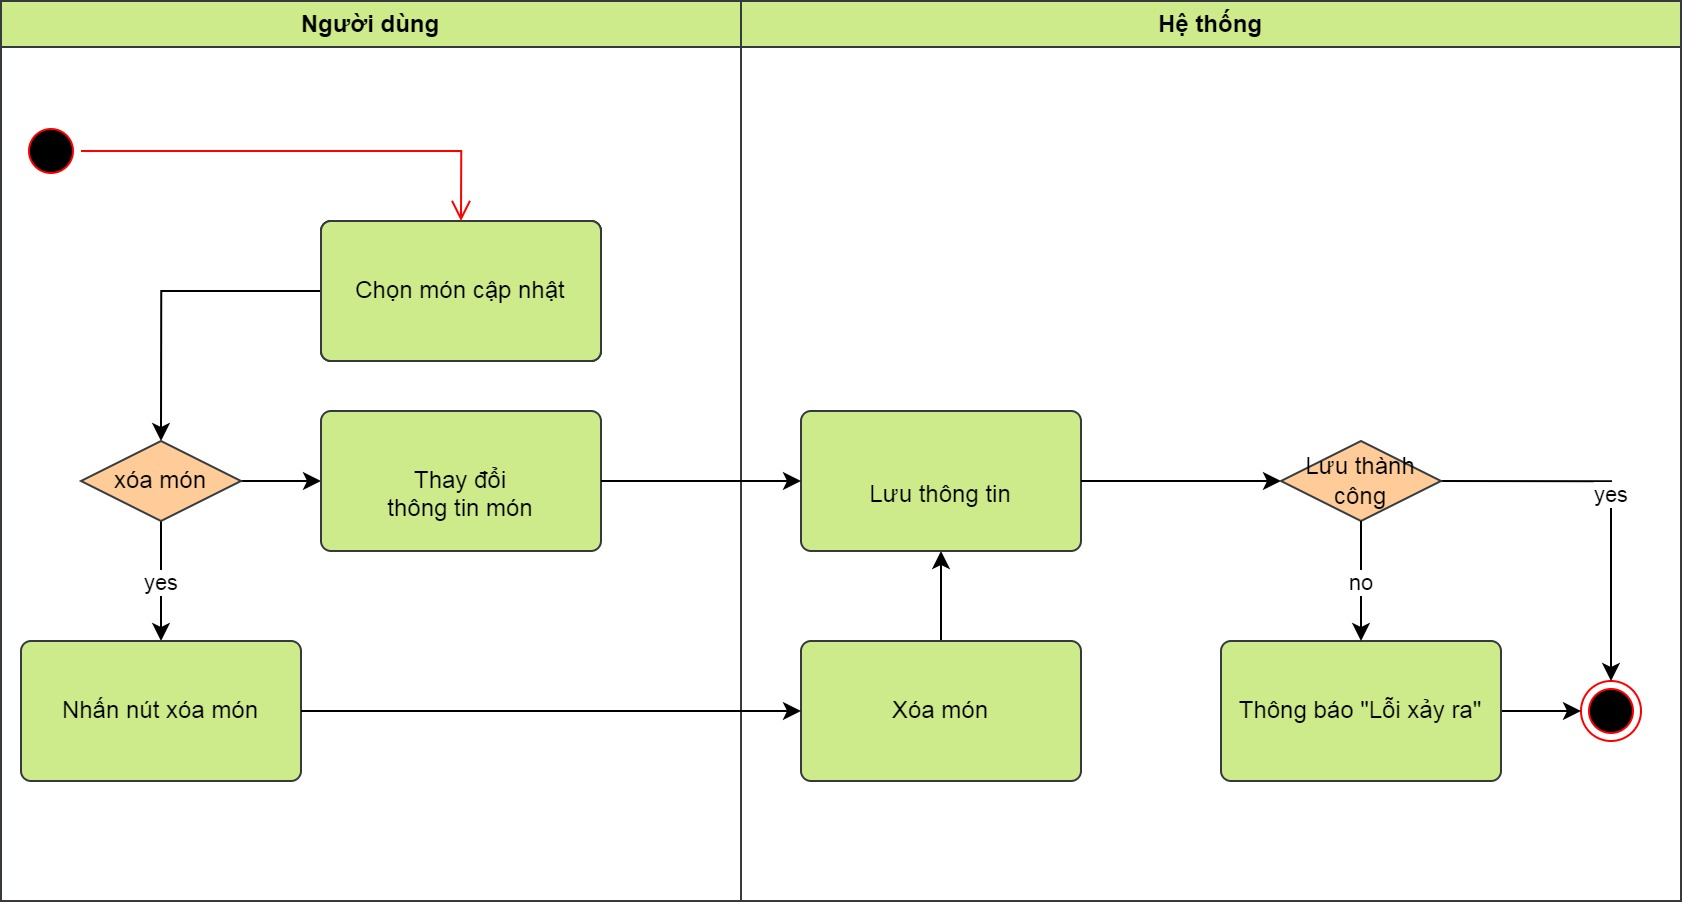 Người dùng
Hệ thống
Chọn món cập nhật
xóa món
Thay đổi
thông tin món
Lưu thông tin
Lưu thành
công
yes
yes
no
Nhấn nút xóa món
Xóa món
Thông báo "Lỗi xảy ra"